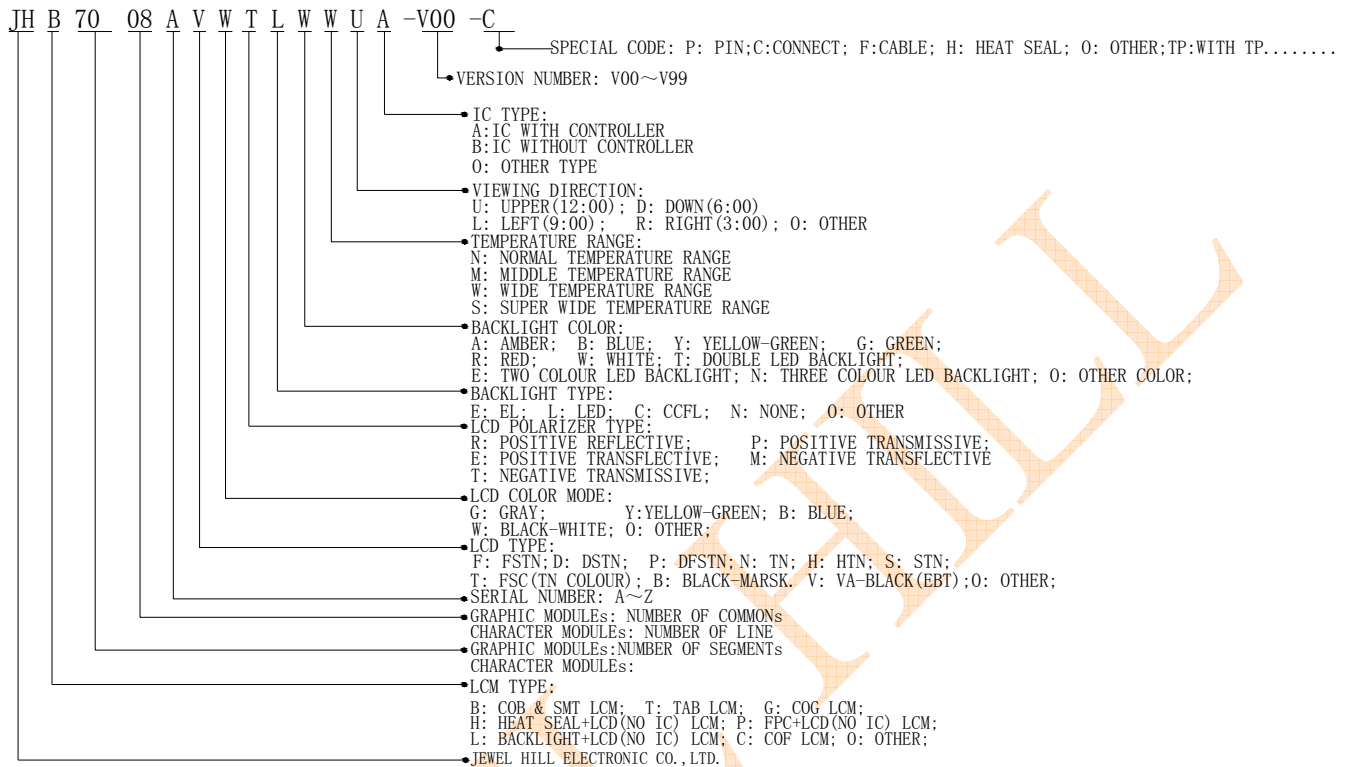 JH B 70 08 A V W T L W W U A -V00 -C
SPECIAL CODE: P: PIN;C:CONNECT; F:CABLE; H: HEAT SEAL; O: OTHER;TP:WITH TP........
VERSION NUMBER: V00～V99
IC TYPE:
A:IC WITH CONTROLLER
B:IC WITHOUT CONTROLLER
O: OTHER TYPE
VIEWING DIRECTION:
U: UPPER(12:00); D: DOWN(6:00)
L: LEFT(9:00); R: RIGHT(3:00); O: OTHER
TEMPERATURE RANGE:
N: NORMAL TEMPERATURE RANGE
M: MIDDLE TEMPERATURE RANGE
W: WIDE TEMPERATURE RANGE
S: SUPER WIDE TEMPERATURE RANGE
BACKLIGHT COLOR:
A: AMBER; B: BLUE; Y: YELLOW-GREEN; G: GREEN;
R: RED; W: WHITE; T: DOUBLE LED BACKLIGHT;
E: TWO COLOUR LED BACKLIGHT; N: THREE COLOUR LED BACKLIGHT; O: OTHER COLOR;
BACKLIGHT TYPE:
E: EL; L: LED; C: CCFL; N: NONE; O: OTHER
LCD POLARIZER TYPE:
R: POSITIVE REFLECTIVE; P: POSITIVE TRANSMISSIVE;
E: POSITIVE TRANSFLECTIVE; M: NEGATIVE TRANSFLECTIVE
T: NEGATIVE TRANSMISSIVE;
LCD COLOR MODE:
G: GRAY; Y:YELLOW-GREEN; B: BLUE;
W: BLACK-WHITE; O: OTHER;
LCD TYPE:
F: FSTN;D: DSTN; P: DFSTN;N: TN; H: HTN; S: STN;
T: FSC(TN COLOUR); B: BLACK-MARSK. V: VA-BLACK(EBT);O: OTHER;
SERIAL NUMBER: A～Z
GRAPHIC MODULEs: NUMBER OF COMMONs
CHARACTER MODULEs: NUMBER OF LINE
GRAPHIC MODULEs:NUMBER OF SEGMENTs
CHARACTER MODULEs:
LCM TYPE:
B: COB & SMT LCM; T: TAB LCM; G: COG LCM;
H: HEAT SEAL+LCD(NO IC) LCM; P: FPC+LCD(NO IC) LCM;
L: BACKLIGHT+LCD(NO IC) LCM; C: COF LCM; O: OTHER;
JEWEL HILL ELECTRONIC CO.,LTD.
HILL